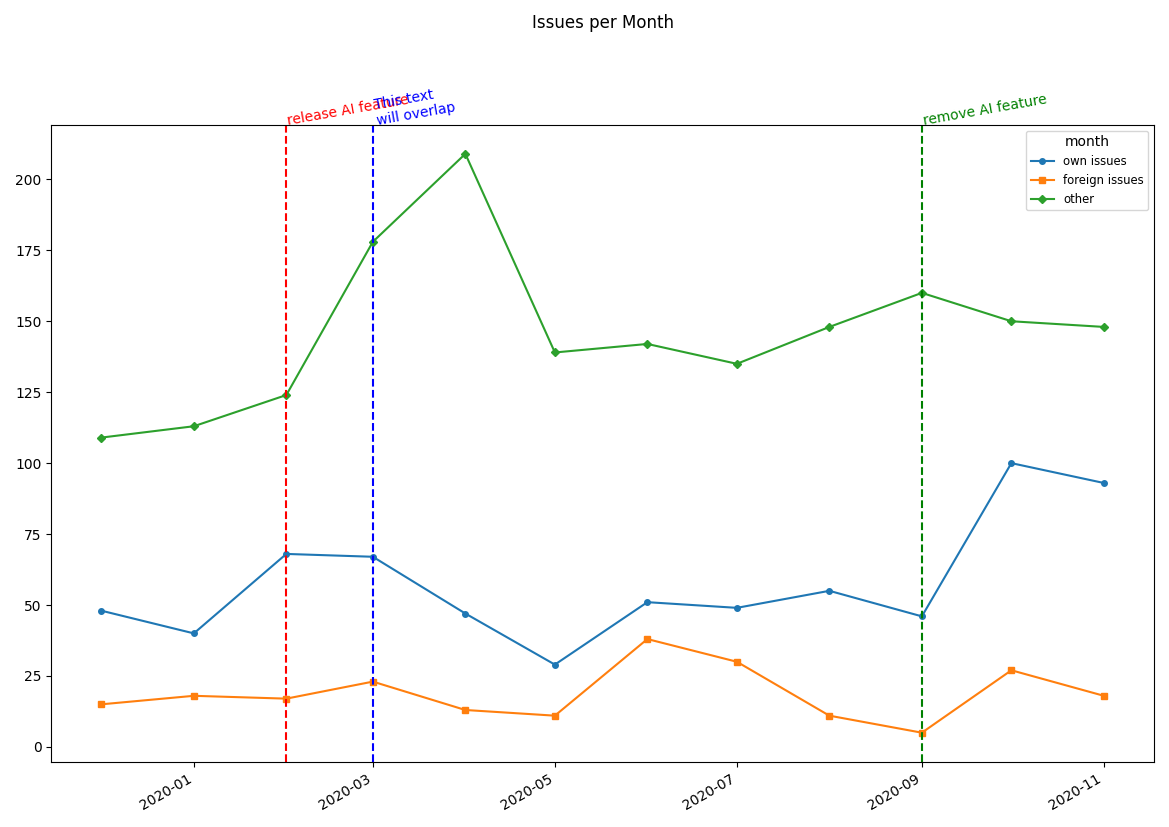 Issues per Month
release AI feature
This text
will overlap
remove AI feature
month
own issues
foreign issues
other
200
175
150
125
100
75
50
25
0
2020-01
2020-03
2020-05
2020-07
2020-09
2020-11